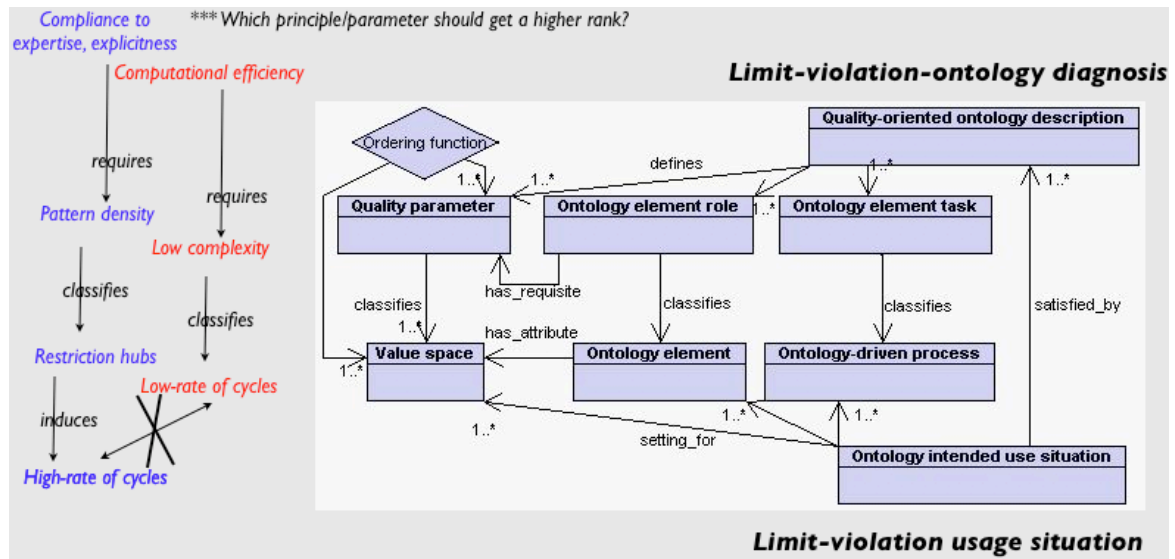 Compliance to
expertise, explicitness
*** Which principle/parameter should get a higher rank?
Computational efficiency
Limit-violation-ontology diagnosis
requires
requires
Pattern density
Low complexity
classifies
classifies
Restriction hubs
Low-rate of cycles
induces
High-rate of cycles
Ordering function
Quality-oriented ontology description
defines
1..*
1..*
1..*
1..*
1..*
Quality parameter
Ontology element role
Ontology element task
has_requisite
classifies
classifies
classifies
satisfied_by
1..*
has_attribute
Value space
Ontology element
Ontology-driven process
1..*
1..*
1..*
1..*
setting_for
Ontology intended use situation
Limit-violation usage situation